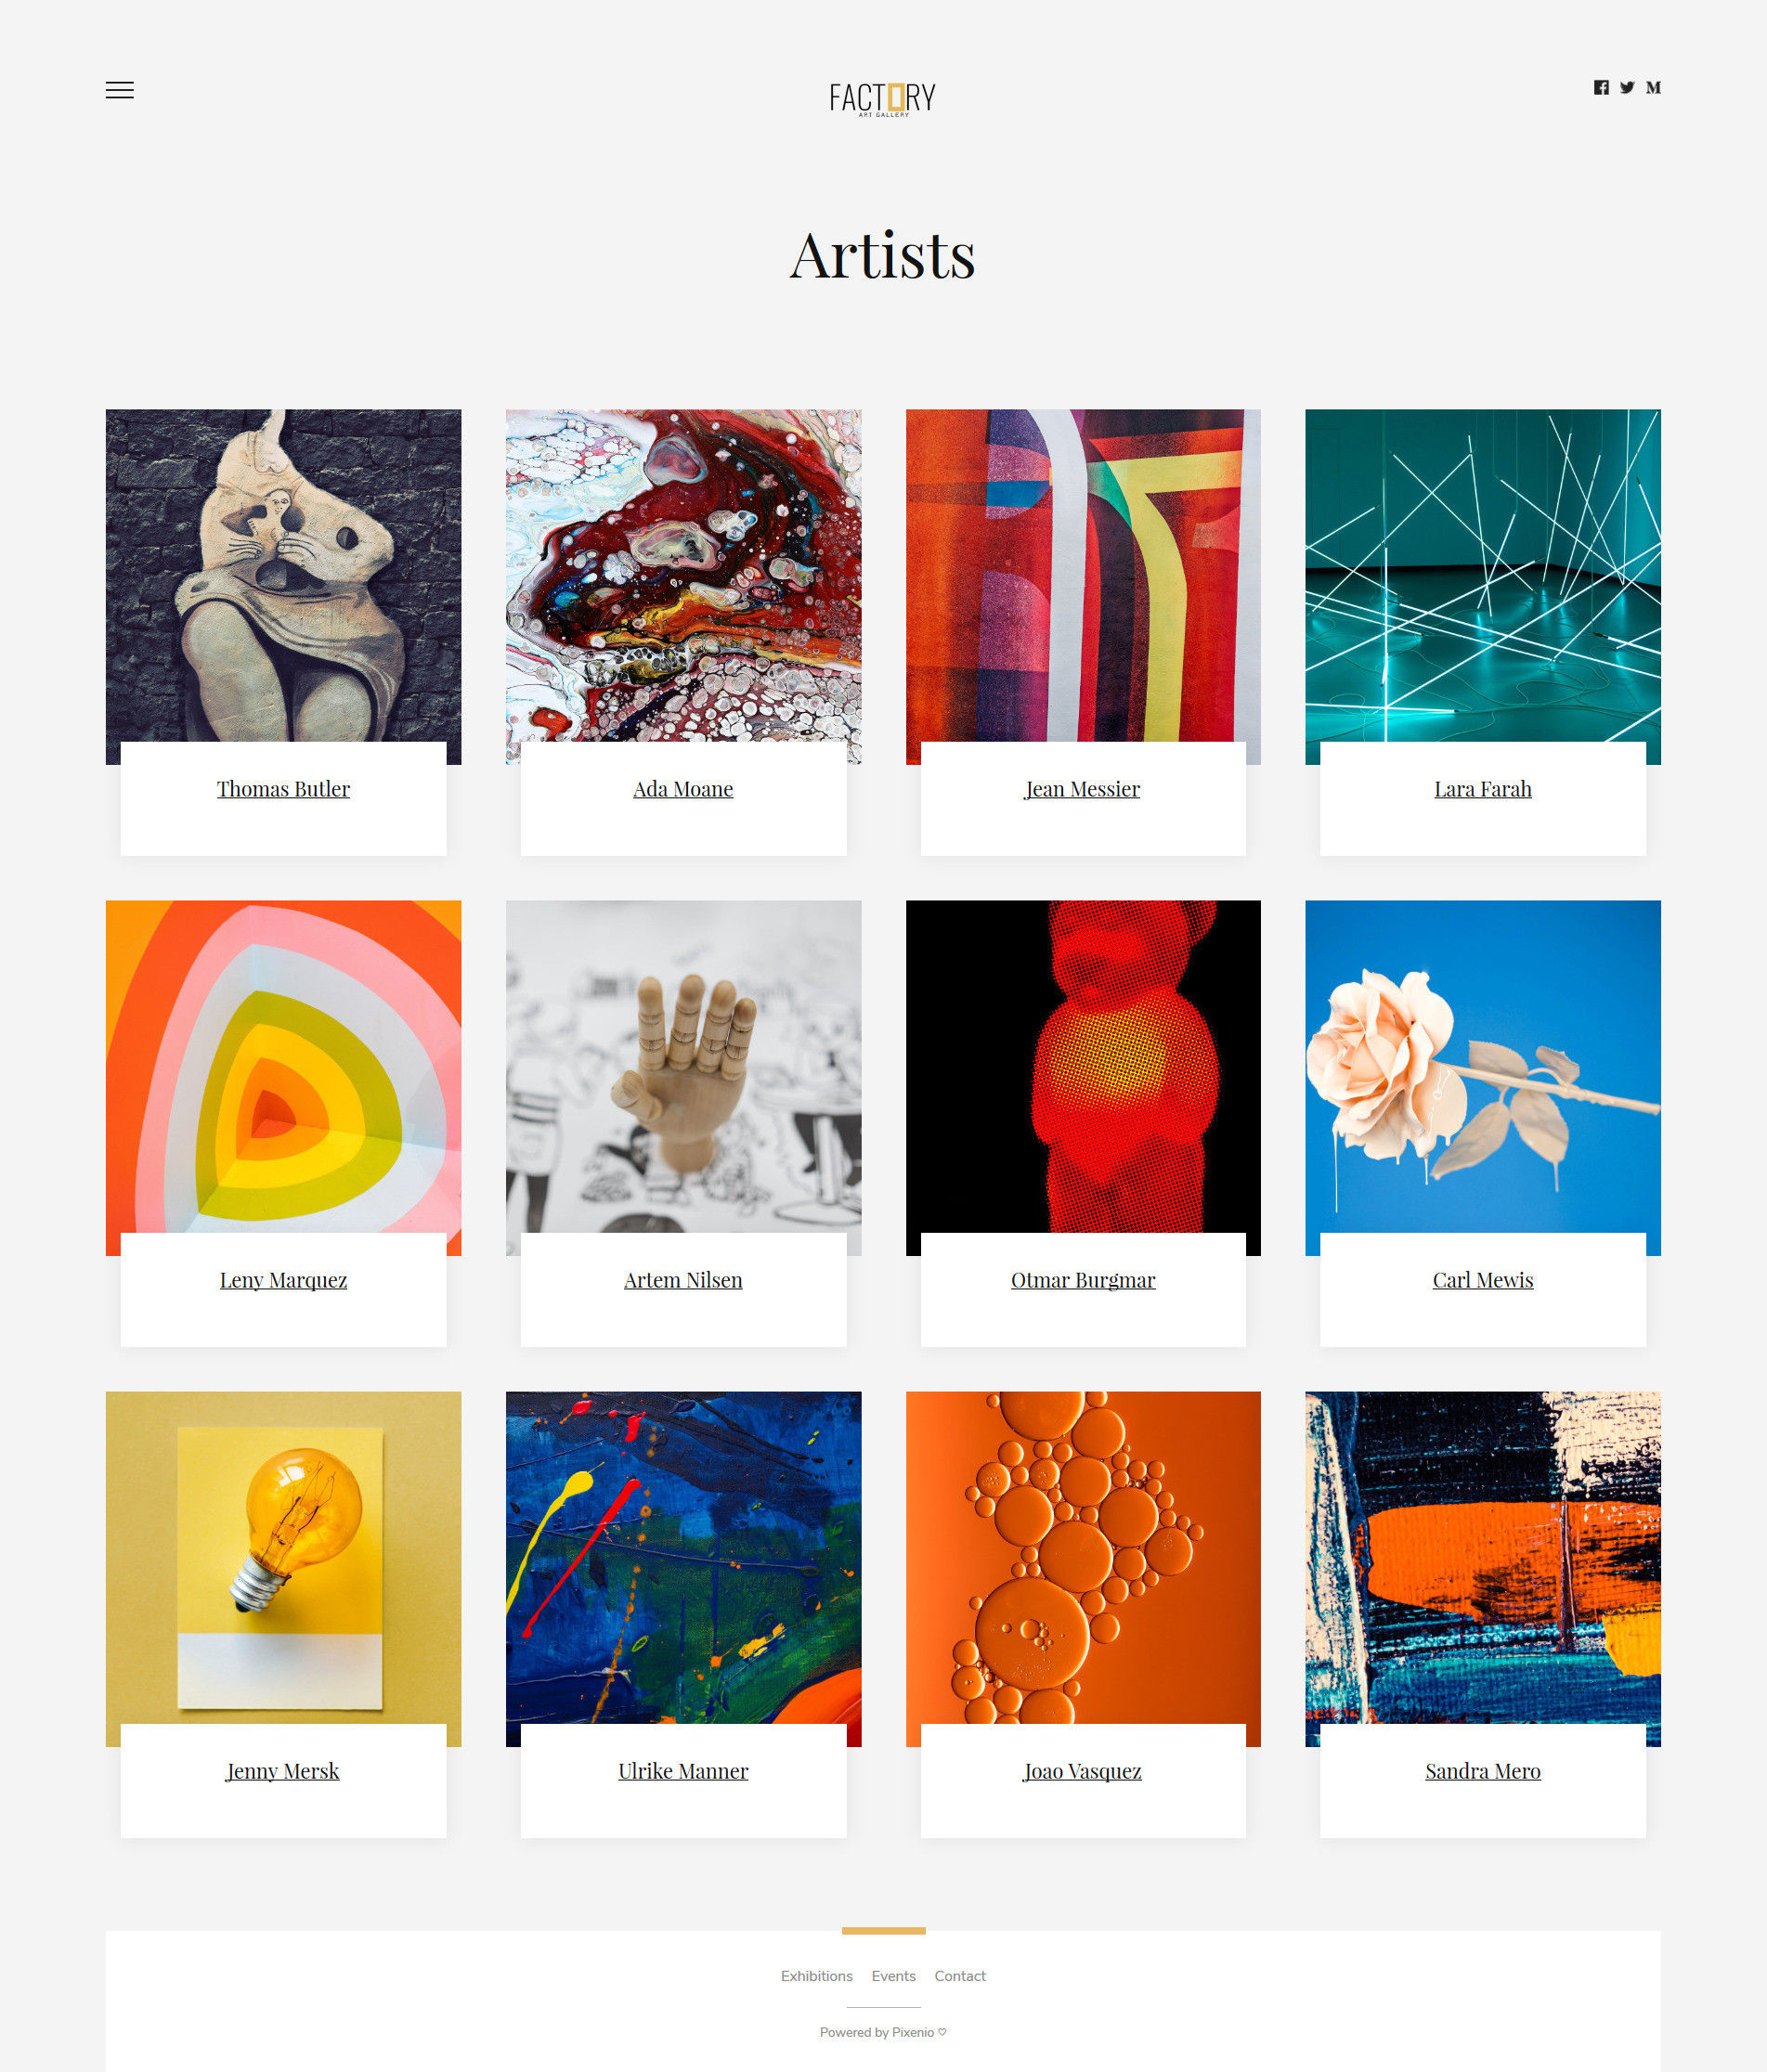 FACTORY
ART GALLERY
Artists
Thomas Butler
Ada Moane
Jean Messier
Lara Farah
Leny Marquez
Artem Nilsen
Otmar Burgmar
Carl Mewis
Jenny Mersk
Ulrike Manner
Joao Vasquez
Sandra Mero
Exhibitions Events Contact
Powered by Pixenio ♡